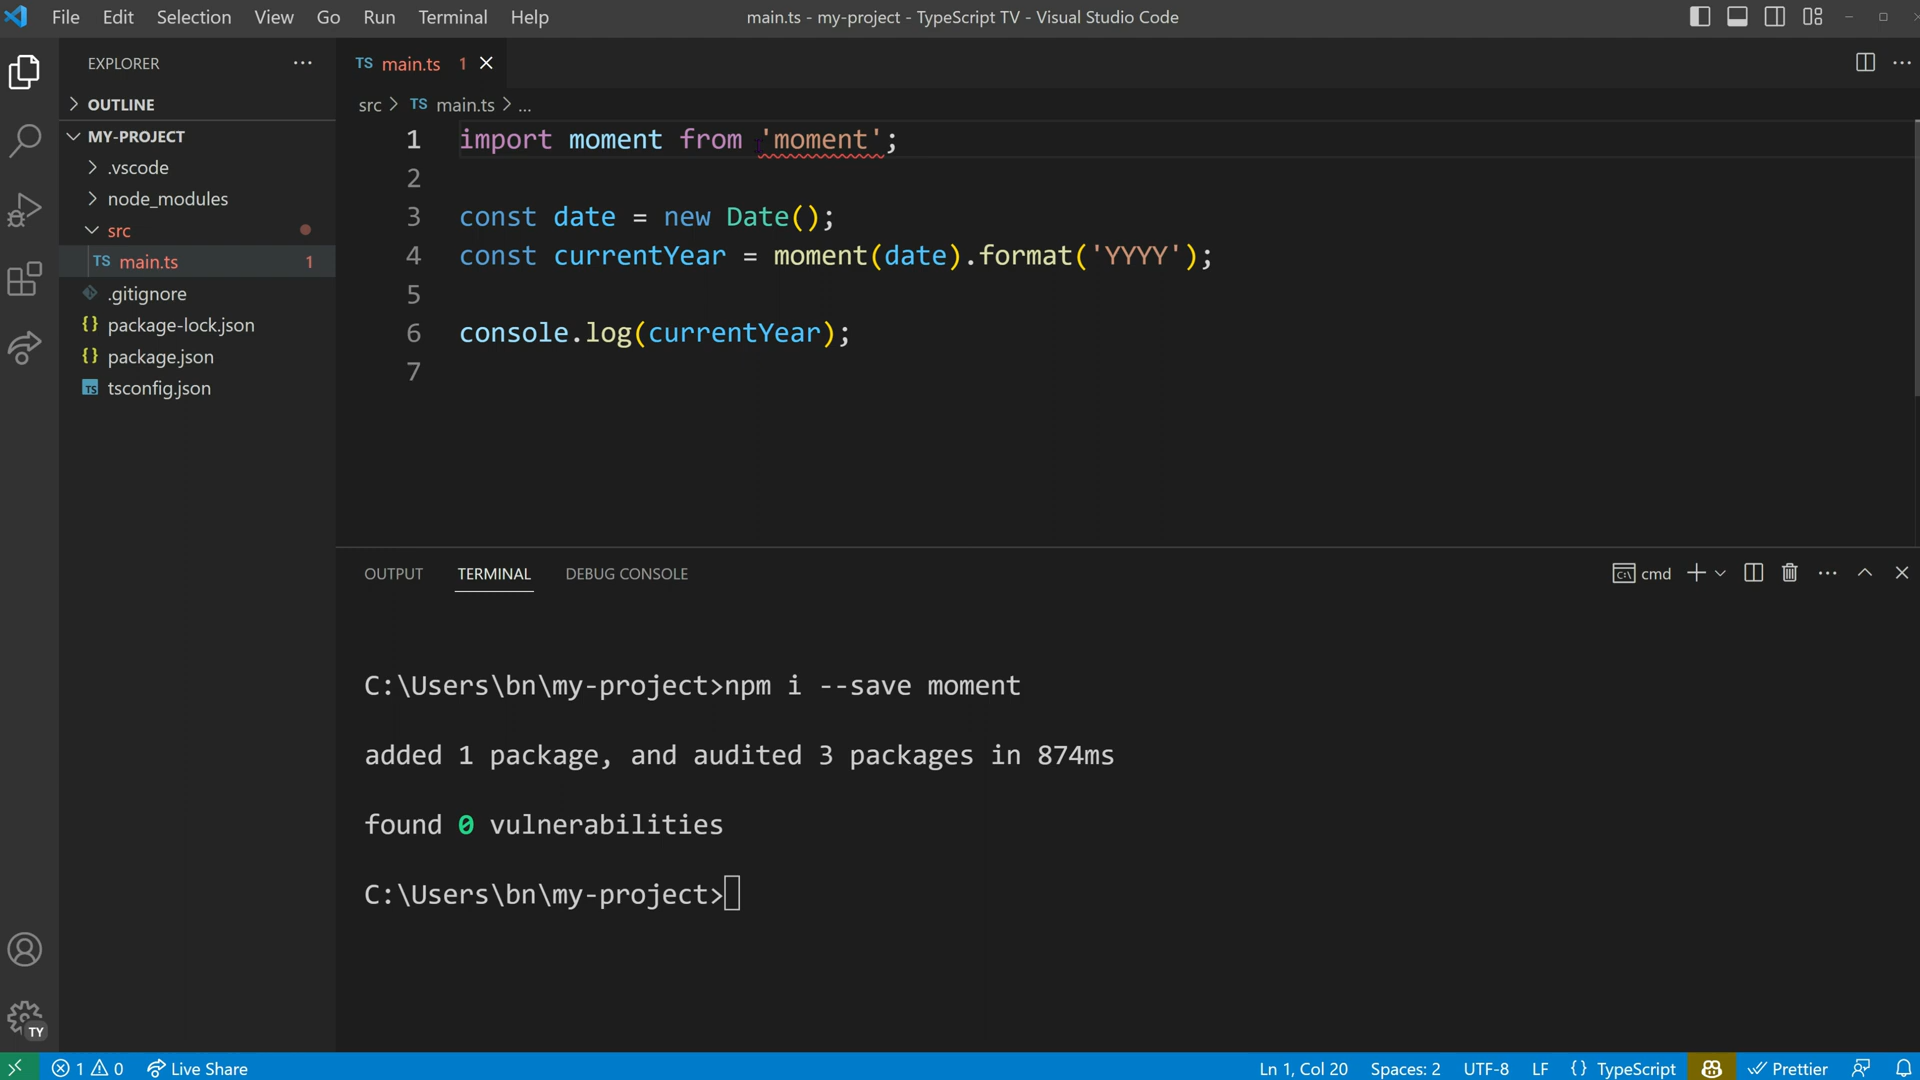 File Edit Selection View Go Run Terminal Help
main.ts - my-project - TypeScript TV - Visual Studio Code
EXPLORER
OUTLINE
MY-PROJECT
.vscode
node_modules
src
TS main.ts 1
.gitignore
{} package-lock.json
{} package.json
TS tsconfig.json
TS main.ts 1
src > TS main.ts > ...
1 import moment from 'moment';
2
3 const date = new Date();
4 const currentYear = moment(date).format('YYYY');
5
6 console.log(currentYear);
7
OUTPUT TERMINAL DEBUG CONSOLE
cmd
C:\Users\bn\my-project>npm i --save moment
added 1 package, and audited 3 packages in 874ms
found 0 vulnerabilities
C:\Users\bn\my-project>
TY
1 0 Live Share
Ln 1, Col 20 Spaces: 2 UTF-8 LF {} TypeScript Prettier